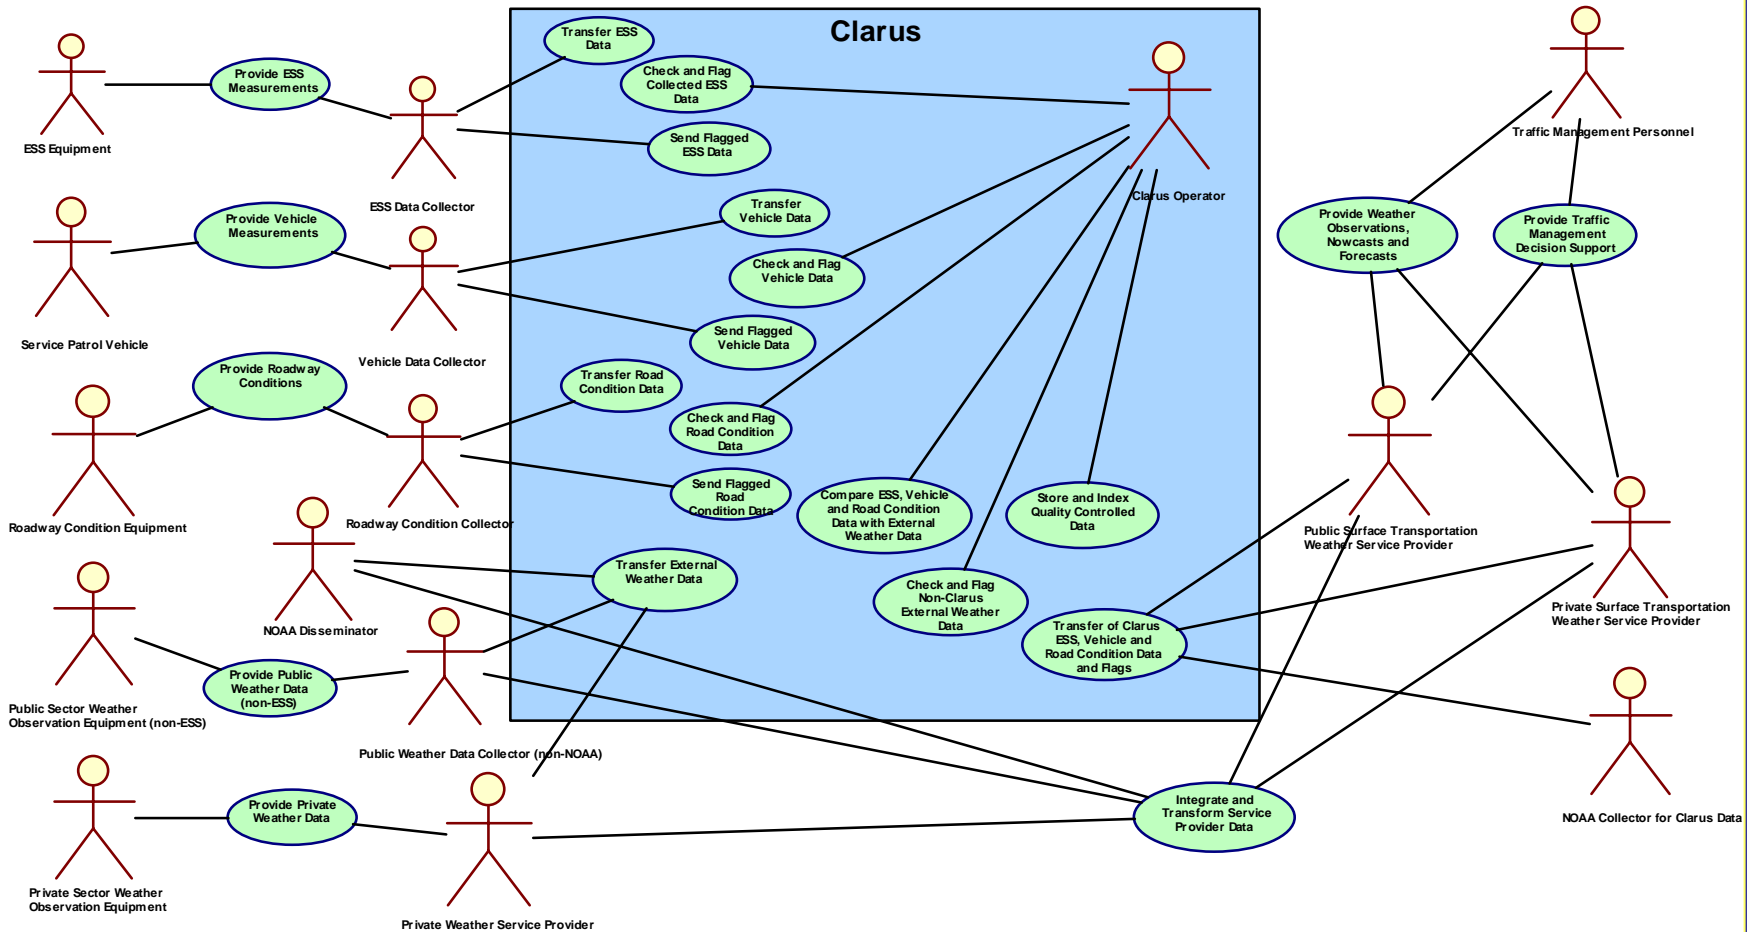 Clarus
Transfer ESS
Data
Provide ESS
Measurements
Check and Flag
Collected ESS
Data
Send Flagged
ESS Data
ESS Equipment
ESS Data Collector
Clarus Operator
Traffic Management Personnel
Provide Vehicle
Measurements
Transfer
Vehicle Data
Provide Weather
Observations,
Nowcasts and
Forecasts
Provide Traffic
Management
Decision Support
Check and Flag
Vehicle Data
Service Patrol Vehicle
Vehicle Data Collector
Send Flagged
Vehicle Data
Provide Roadway
Conditions
Transfer Road
Condition Data
Check and Flag
Road Condition
Data
Send Flagged
Road
Condition Data
Compare ESS, Vehicle
and Road Condition
Data with External
Weather Data
Store and Index
Quality Controlled
Data
Roadway Condition Equipment
Roadway Condition Collector
Public Surface Transportation
Weather Service Provider
Transfer External
Weather Data
Check and Flag
Non-Clarus
External Weather
Data
Private Surface Transportation
Weather Service Provider
NOAA Disseminator
Transfer of Clarus
ESS, Vehicle and
Road Condition Data
and Flags
Provide Public
Weather Data
(non-ESS)
Public Sector Weather
Observation Equipment (non-ESS)
Public Weather Data Collector (non-NOAA)
Provide Private
Weather Data
Integrate and
Transform Service
Provider Data
NOAA Collector for Clarus Data
Private Sector Weather
Observation Equipment
Private Weather Service Provider